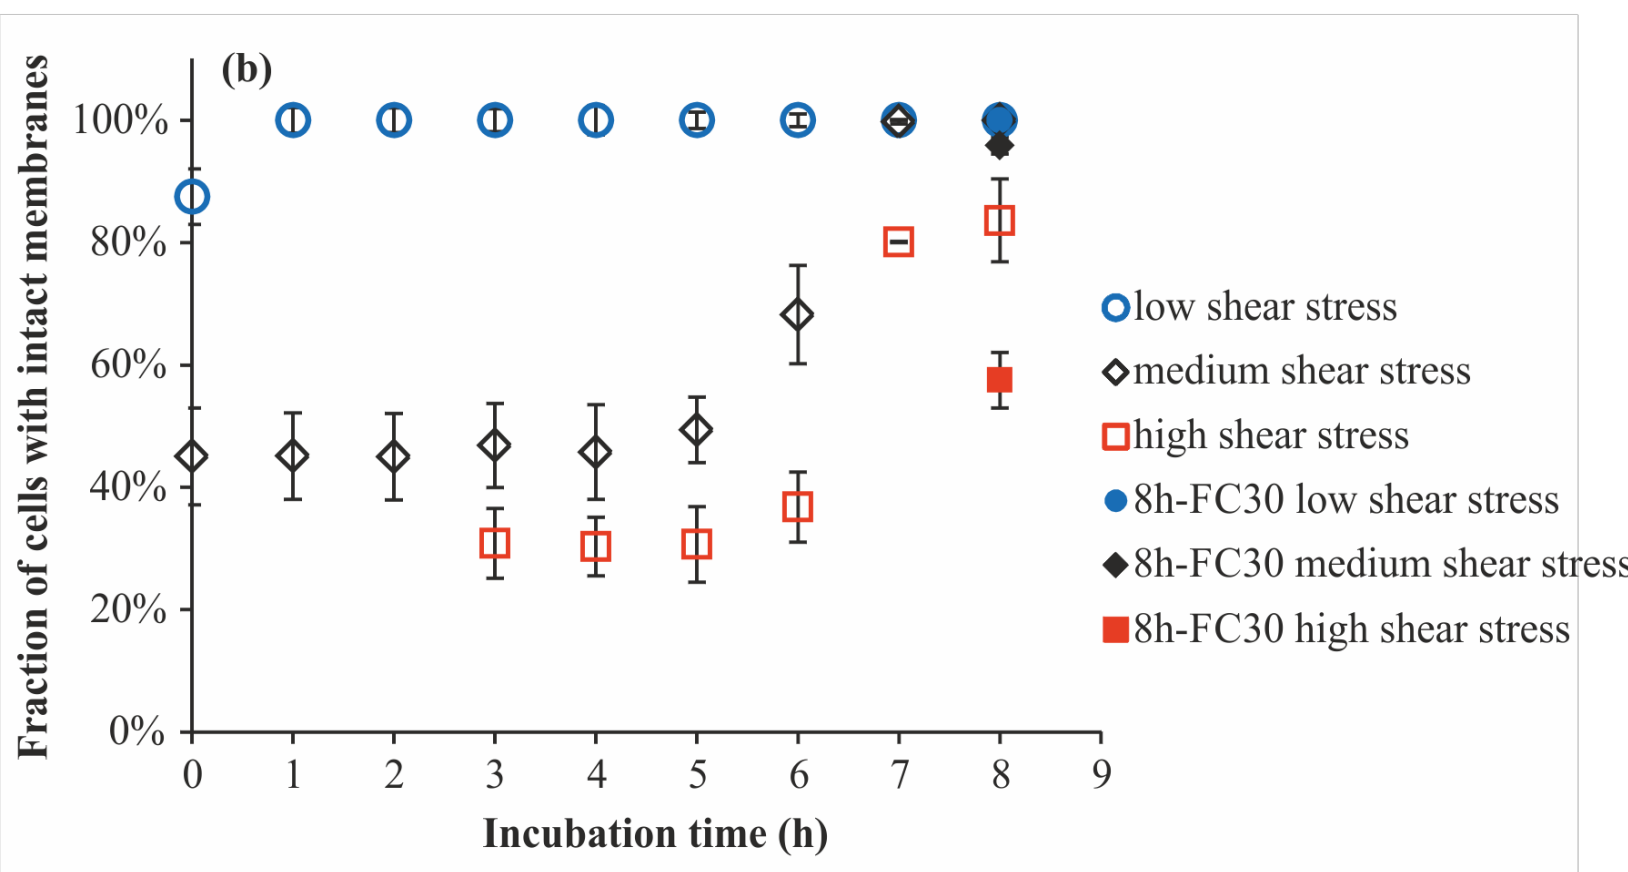 (b)
Fraction of cells with intact membranes
100%
80%
60%
40%
20%
0%
0 1 2 3 4 5 6 7 8 9
Incubation time (h)
low shear stress
medium shear stress
high shear stress
8h-FC30 low shear stress
8h-FC30 medium shear stress
8h-FC30 high shear stress